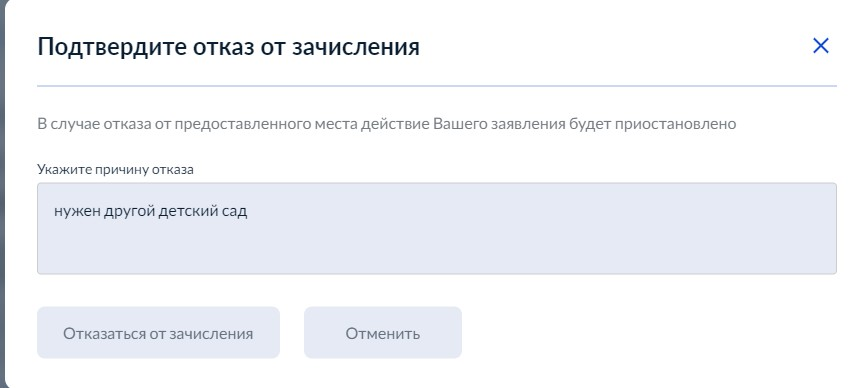 Подтвердите отказ от зачисления
В случае отказа от предоставленного места действие Вашего заявления будет приостановлено
Укажите причину отказа
нужен другой детский сад
Отказаться от зачисления
Отменить